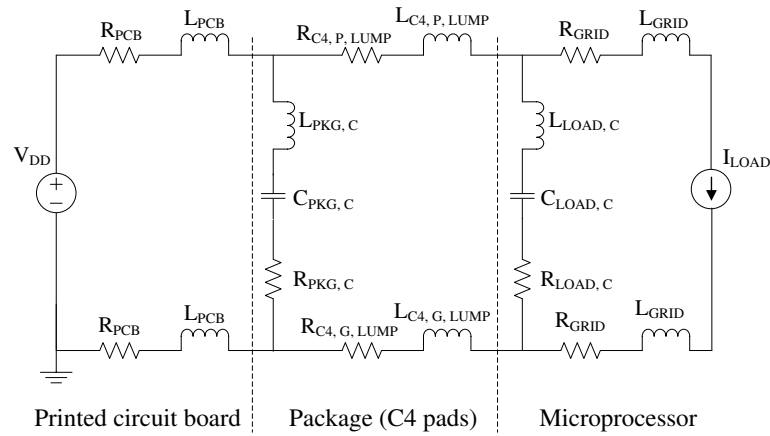 R_PCB L_PCB R_C4, P, LUMP L_C4, P, LUMP R_GRID L_GRID
L_PKG, C L_LOAD, C
V_DD + − C_PKG, C C_LOAD, C I_LOAD
R_PKG, C R_LOAD, C
R_PCB L_PCB R_C4, G, LUMP L_C4, G, LUMP R_GRID L_GRID
Printed circuit board Package (C4 pads) Microprocessor